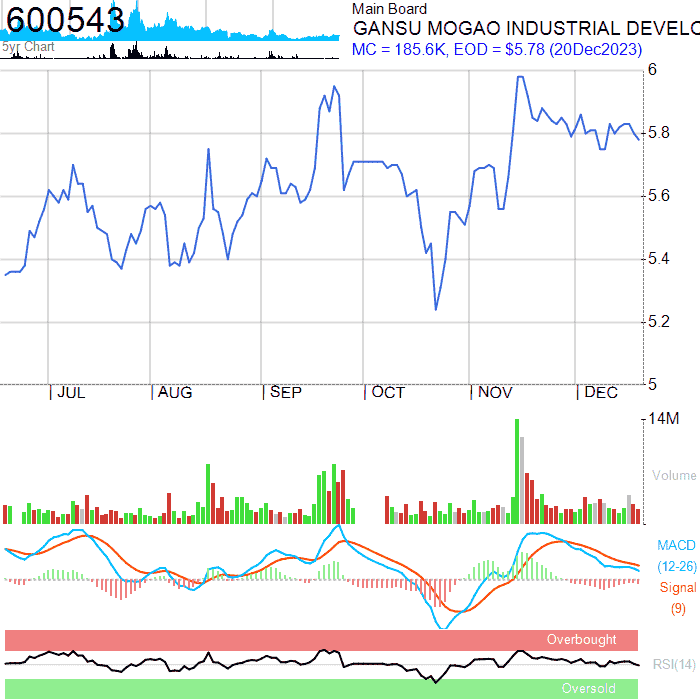 600543
5yr Chart
Main Board
GANSU MOGAO INDUSTRIAL DEVELO
MC = 185.6K, EOD = $5.78 (20Dec2023)
6
5.8
5.6
5.4
5.2
5
JUL AUG SEP OCT NOV DEC
14M
Volume
MACD
(12-26)
Signal
(9)
Overbought
RSI(14)
Oversold